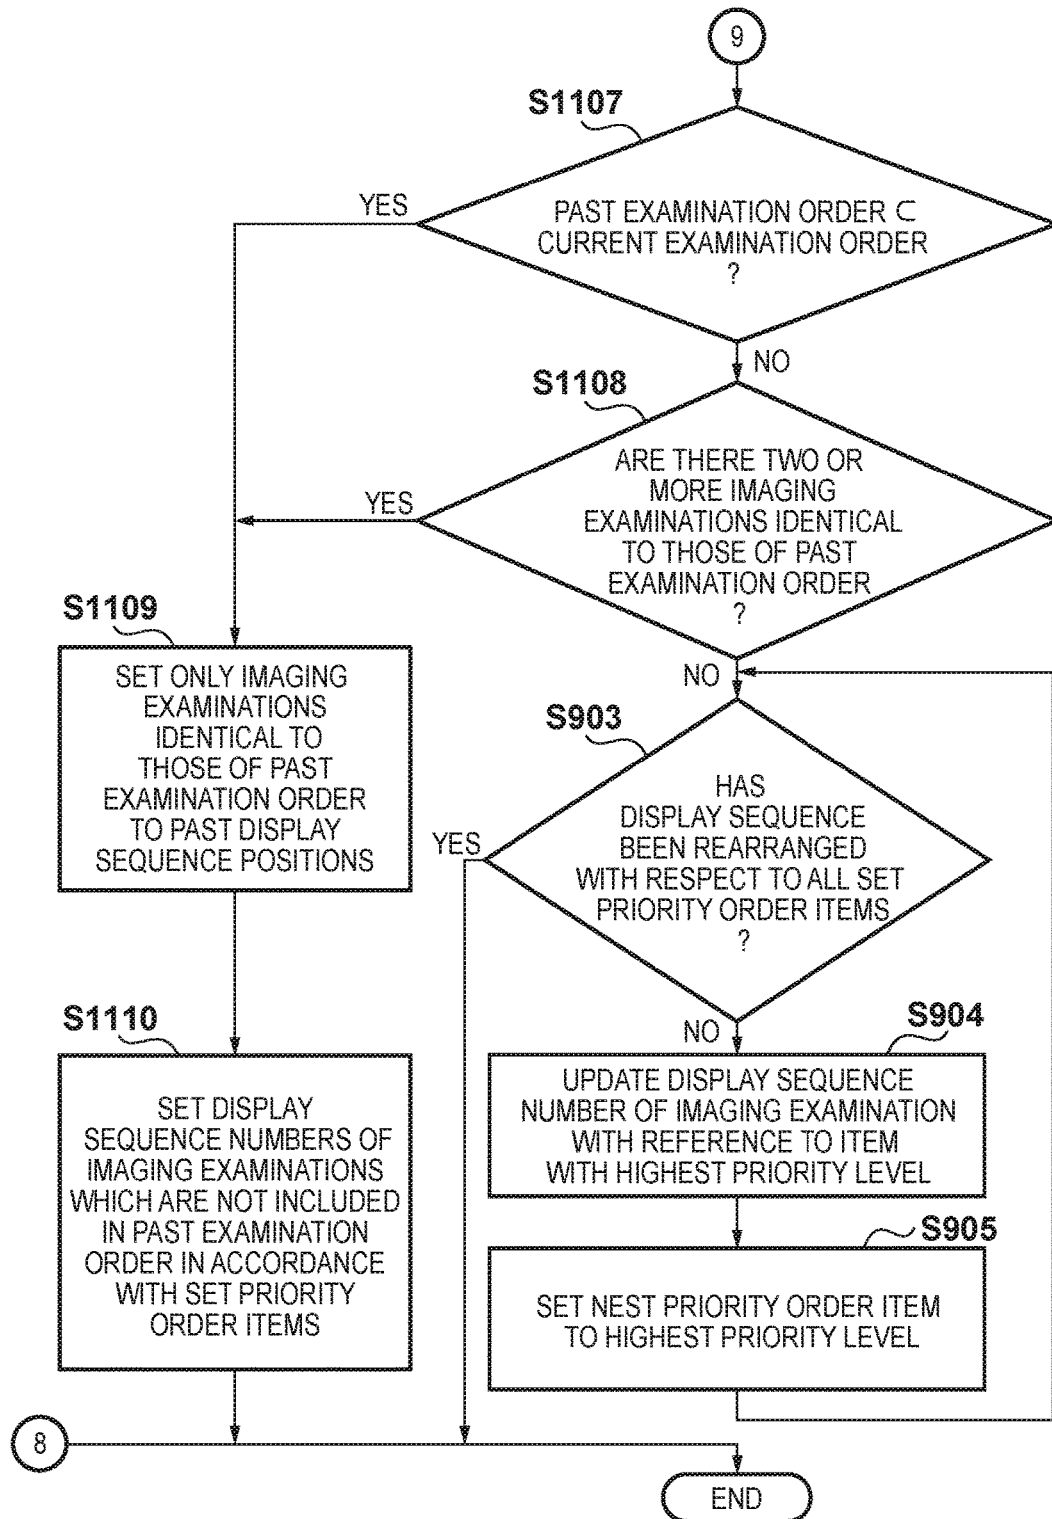 9
S1107
YES
PAST EXAMINATION ORDER ⊂
CURRENT EXAMINATION ORDER
?
NO
S1108
YES
ARE THERE TWO OR
MORE IMAGING
EXAMINATIONS IDENTICAL
TO THOSE OF PAST
EXAMINATION ORDER
?
NO
S1109
SET ONLY IMAGING
EXAMINATIONS
IDENTICAL TO
THOSE OF PAST
EXAMINATION ORDER
TO PAST DISPLAY
SEQUENCE POSITIONS
S903
YES
HAS
DISPLAY SEQUENCE
BEEN REARRANGED
WITH RESPECT TO ALL SET
PRIORITY ORDER ITEMS
?
NO
S1110
SET DISPLAY
SEQUENCE NUMBERS OF
IMAGING EXAMINATIONS
WHICH ARE NOT INCLUDED
IN PAST EXAMINATION
ORDER IN ACCORDANCE
WITH SET PRIORITY
ORDER ITEMS
S904
UPDATE DISPLAY SEQUENCE
NUMBER OF IMAGING EXAMINATION
WITH REFERENCE TO ITEM
WITH HIGHEST PRIORITY LEVEL
S905
SET NEST PRIORITY ORDER ITEM
TO HIGHEST PRIORITY LEVEL
8
END